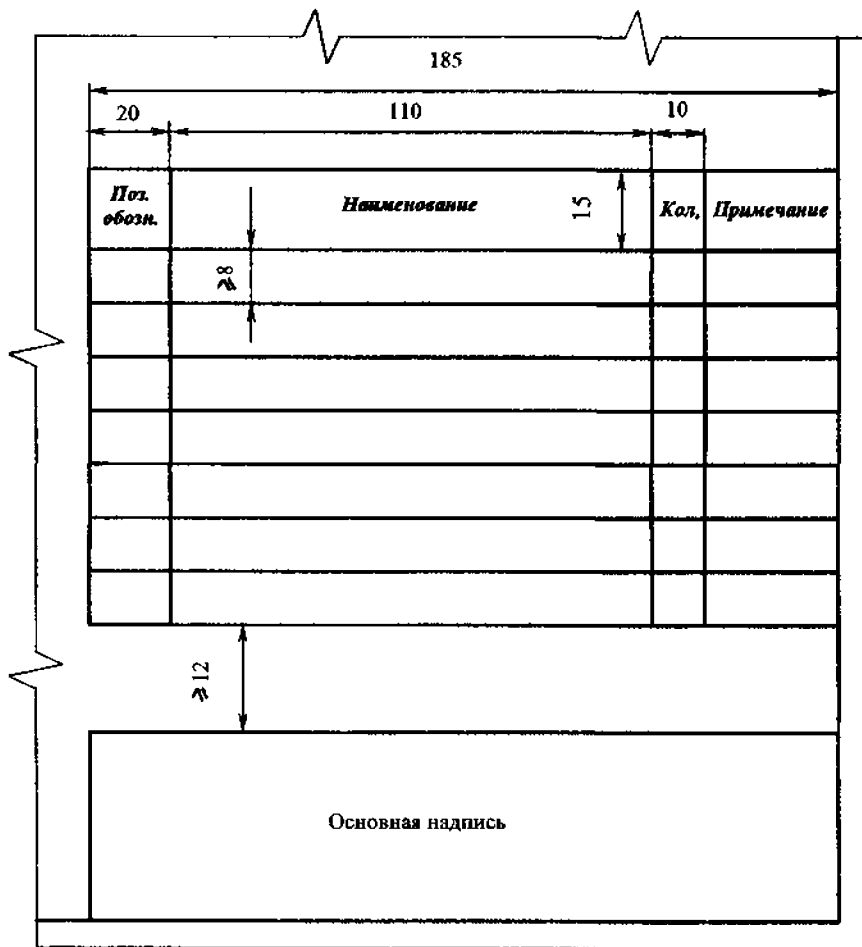 185
20 110 10
Поз.
обозн.
Наименование
15
Кол,
Примечание
⩾8
⩾12
Основная надпись